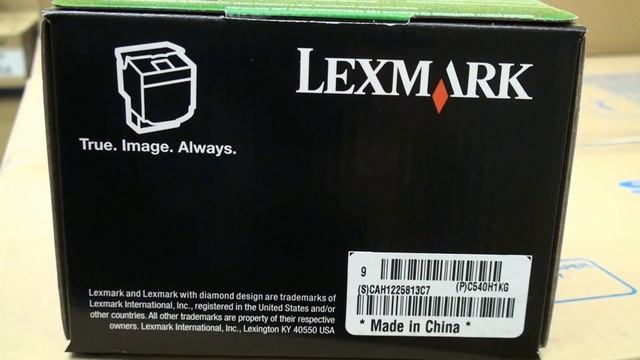 LEXMARK
True. Image. Always.
9
(S)CAH1225813C7 (P)C540H1KG
* Made in China *
Lexmark and Lexmark with diamond design are trademarks of
Lexmark International, Inc., registered in the United States and/or
other countries. All other trademarks are property of their respective
owners. Lexmark International, Inc., Lexington KY 40550 USA